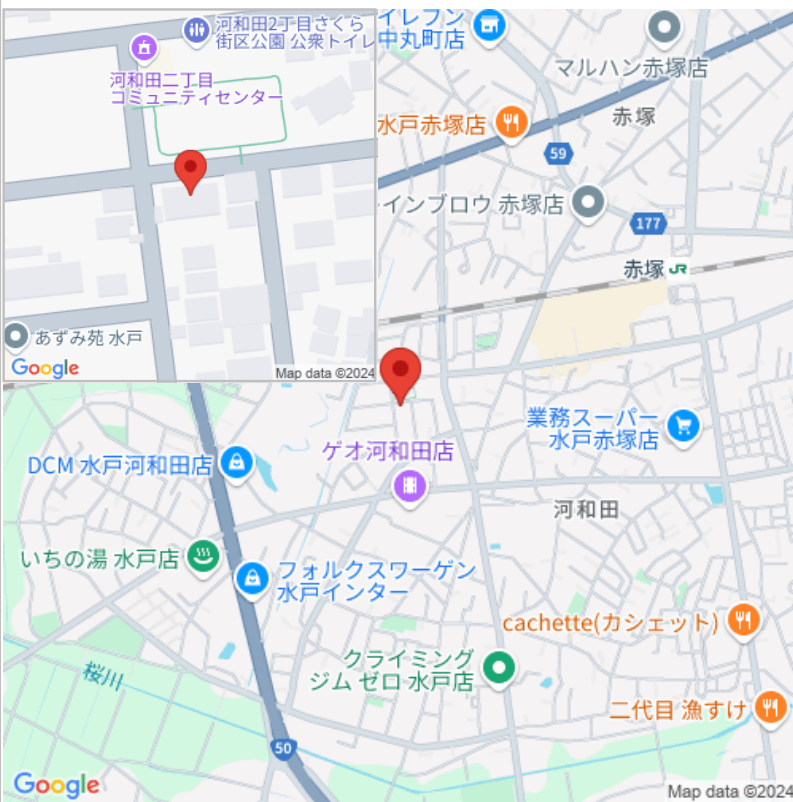 河和田2丁目さくら
街区公園 公衆トイレ
河和田二丁目
コミュニティセンター
あずみ苑 水戸
Google
Map data ©2024
イレブン
中丸町店
マルハン赤塚店
水戸赤塚店
赤塚
59
インブロウ 赤塚店
177
赤塚 JR
業務スーパー
水戸赤塚店
ゲオ河和田店
DCM 水戸河和田店
河和田
いちの湯 水戸店
フォルクスワーゲン
水戸インター
cachette(カシェット)
クライミング
ジム ゼロ 水戸店
桜川
二代目 漁すけ
50
Google
Map data ©2024